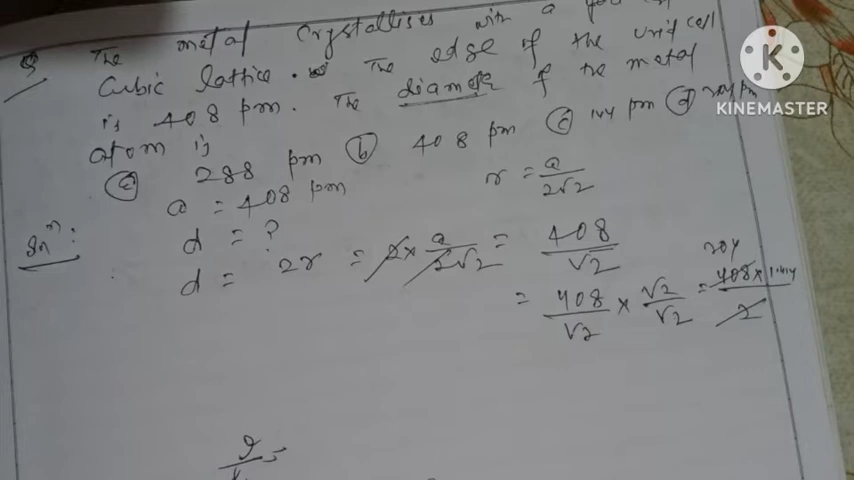 Q The metal Crystallises with a
Cubic lattice. The edge of the unit cell
is 408 pm. The diameter of the metal
atom is
(a) 288 pm (b) 408 pm (c) 144 pm (d) 204 pm
a = 408 pm r = a/2√2
Sn^n: d = ?
d = 2r = 2 × a/2√2 = 408/√2
= 408/√2 × √2/√2 = 408 × 1.414/2
204
KINEMASTER